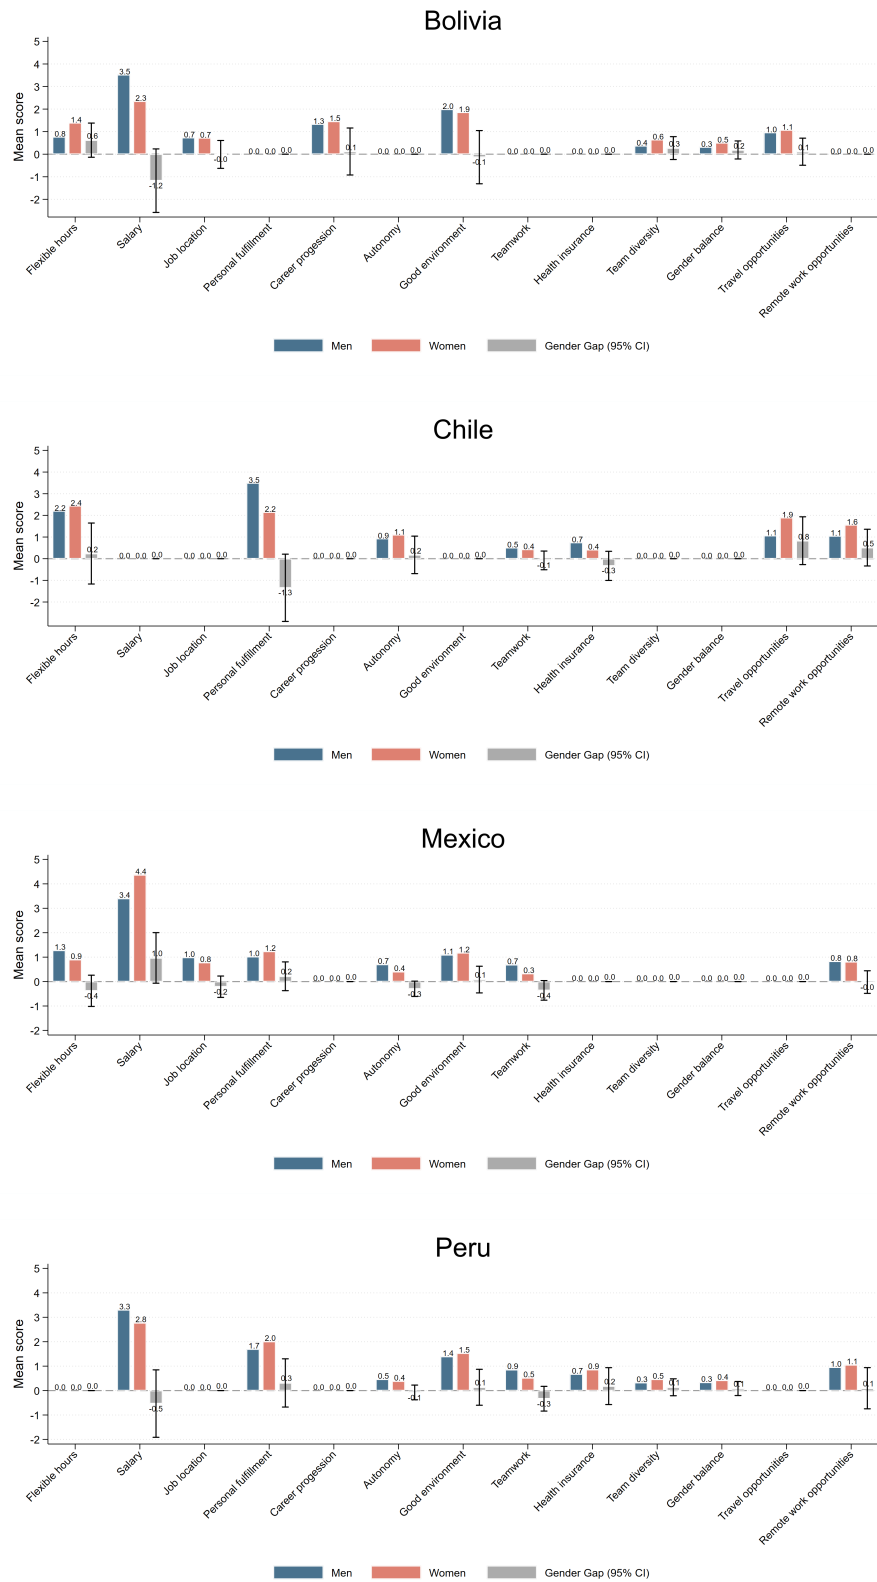 Bolivia
Mean score
5
4
3
2
1
0
-1
-2
0.8 1.4 0.6
3.5 2.3 -1.2
0.7 0.7 -0.0
0.0 0.0 0.0
1.3 1.5 0.1
0.0 0.0 0.0
2.0 1.9 -0.1
0.0 0.0 0.0
0.0 0.0 0.0
0.4 0.6 0.3
0.3 0.5 0.2
1.0 1.1 0.1
0.0 0.0 0.0
Flexible hours
Salary
Job location
Personal fulfillment
Career progession
Autonomy
Good environment
Teamwork
Health insurance
Team diversity
Gender balance
Travel opportunities
Remote work opportunities
Men Women Gender Gap (95% CI)
Chile
Mean score
5
4
3
2
1
0
-1
-2
2.2 2.4 0.2
0.0 0.0 0.0
0.0 0.0 0.0
3.5 2.2 -1.3
0.0 0.0 0.0
0.9 1.1 0.2
0.0 0.0 0.0
0.5 0.4 -0.1
0.7 0.4 -0.3
0.0 0.0 0.0
0.0 0.0 0.0
1.1 1.9 0.8
1.1 1.6 0.5
Flexible hours
Salary
Job location
Personal fulfillment
Career progession
Autonomy
Good environment
Teamwork
Health insurance
Team diversity
Gender balance
Travel opportunities
Remote work opportunities
Men Women Gender Gap (95% CI)
Mexico
Mean score
5
4
3
2
1
0
-1
-2
1.3 0.9 -0.4
3.4 4.4 1.0
1.0 0.8 -0.2
1.0 1.2 0.2
0.0 0.0 0.0
0.7 0.4 -0.3
1.1 1.2 0.1
0.7 0.3 -0.4
0.0 0.0 0.0
0.0 0.0 0.0
0.0 0.0 0.0
0.0 0.0 0.0
0.8 0.8 -0.0
Flexible hours
Salary
Job location
Personal fulfillment
Career progession
Autonomy
Good environment
Teamwork
Health insurance
Team diversity
Gender balance
Travel opportunities
Remote work opportunities
Men Women Gender Gap (95% CI)
Peru
Mean score
5
4
3
2
1
0
-1
-2
0.0 0.0 0.0
3.3 2.8 -0.5
0.0 0.0 0.0
1.7 2.0 0.3
0.0 0.0 0.0
0.5 0.4 -0.1
1.4 1.5 0.1
0.9 0.5 -0.3
0.7 0.9 0.2
0.3 0.5 0.1
0.3 0.4 0.1
0.0 0.0 0.0
1.0 1.1 0.1
Flexible hours
Salary
Job location
Personal fulfillment
Career progession
Autonomy
Good environment
Teamwork
Health insurance
Team diversity
Gender balance
Travel opportunities
Remote work opportunities
Men Women Gender Gap (95% CI)